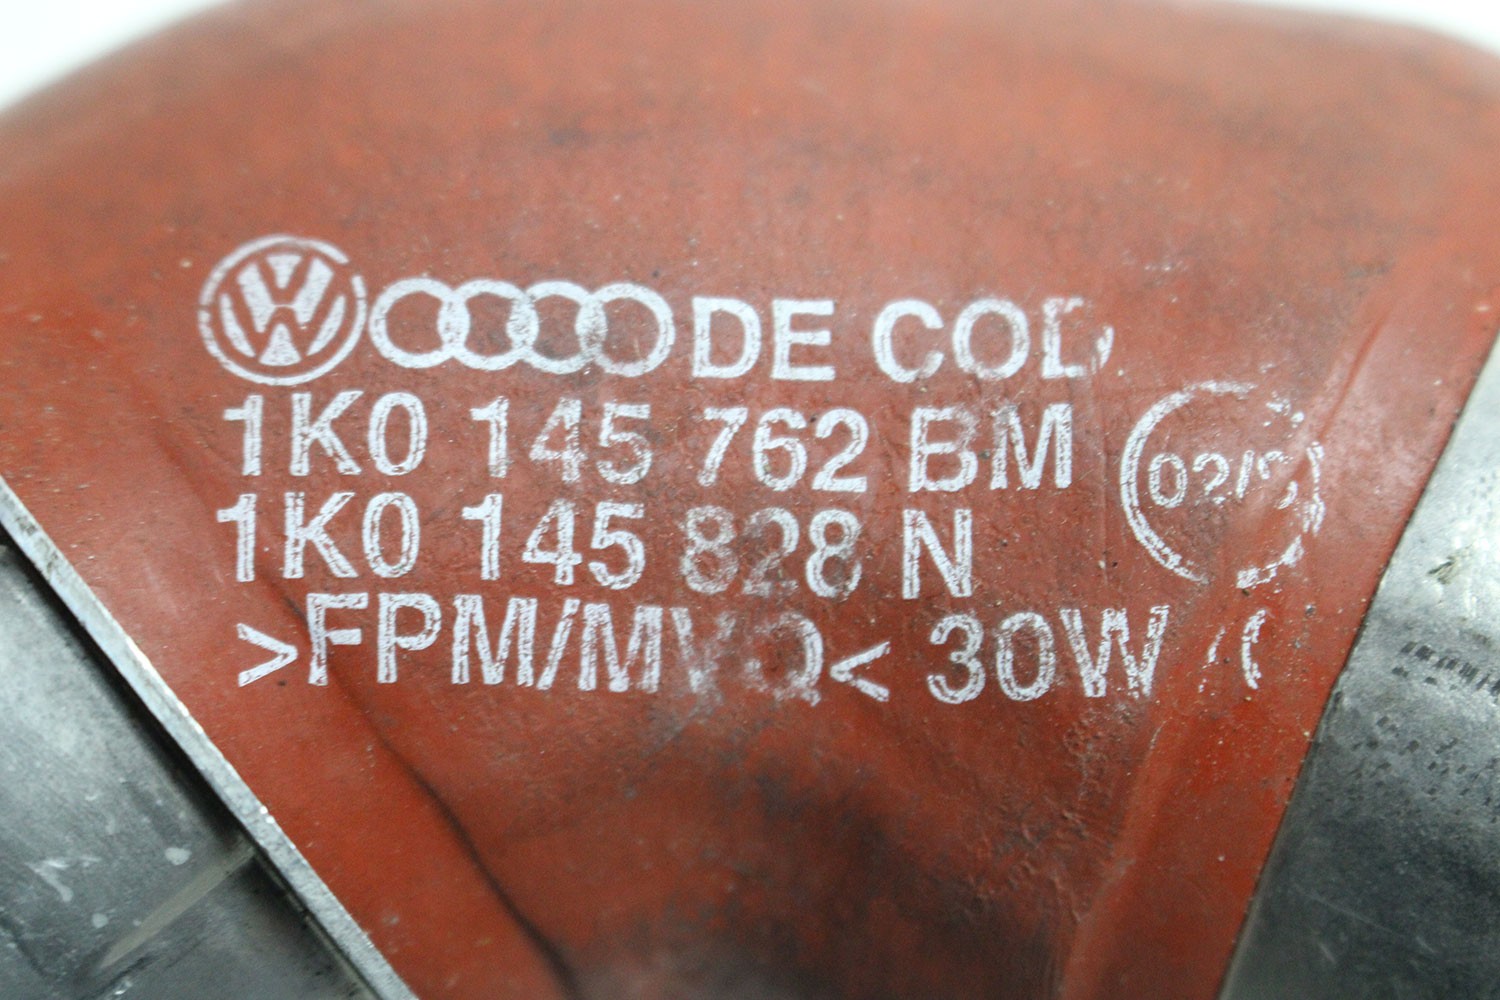 DE COD
1K0 145 762 BM
1K0 145 828 N
>FPM/MVQ< 30W